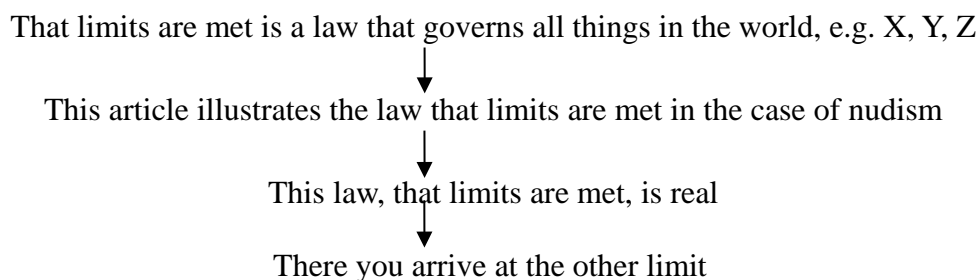 That limits are met is a law that governs all things in the world, e.g. X, Y, Z
This article illustrates the law that limits are met in the case of nudism
This law, that limits are met, is real
There you arrive at the other limit